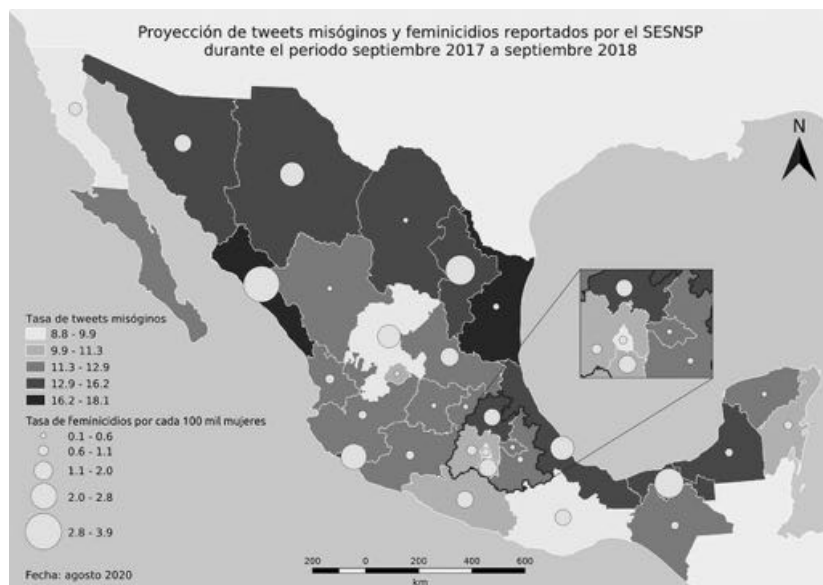 Proyección de tweets misóginos y feminicidios reportados por el SESNSP
durante el periodo septiembre 2017 a septiembre 2018
N
Tasa de tweets misóginos
8.8 - 9.9
9.9 - 11.3
11.3 - 12.9
12.9 - 16.2
16.2 - 18.1
Tasa de feminicidios por cada 100 mil mujeres
0.1 - 0.6
0.6 - 1.1
1.1 - 2.0
2.0 - 2.8
2.8 - 3.9
Fecha: agosto 2020
200 0 200 400 600
km